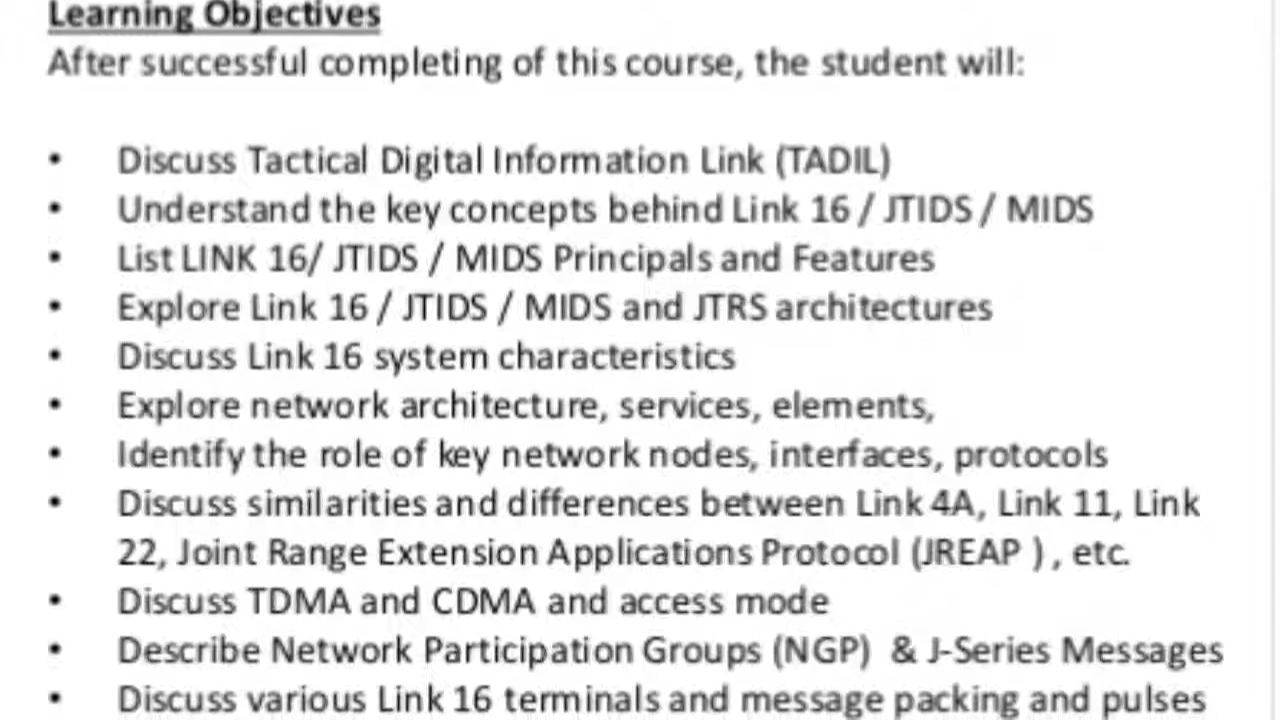 Learning Objectives
After successful completing of this course, the student will:
• Discuss Tactical Digital Information Link (TADIL)
• Understand the key concepts behind Link 16 / JTIDS / MIDS
• List LINK 16/ JTIDS / MIDS Principals and Features
• Explore Link 16 / JTIDS / MIDS and JTRS architectures
• Discuss Link 16 system characteristics
• Explore network architecture, services, elements,
• Identify the role of key network nodes, interfaces, protocols
• Discuss similarities and differences between Link 4A, Link 11, Link
22, Joint Range Extension Applications Protocol (JREAP ) , etc.
• Discuss TDMA and CDMA and access mode
• Describe Network Participation Groups (NGP) & J-Series Messages
• Discuss various Link 16 terminals and message packing and pulses